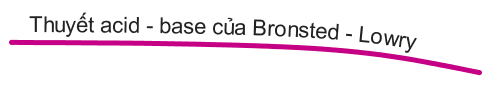 Thuyết acid - base của Bronsted - Lowry